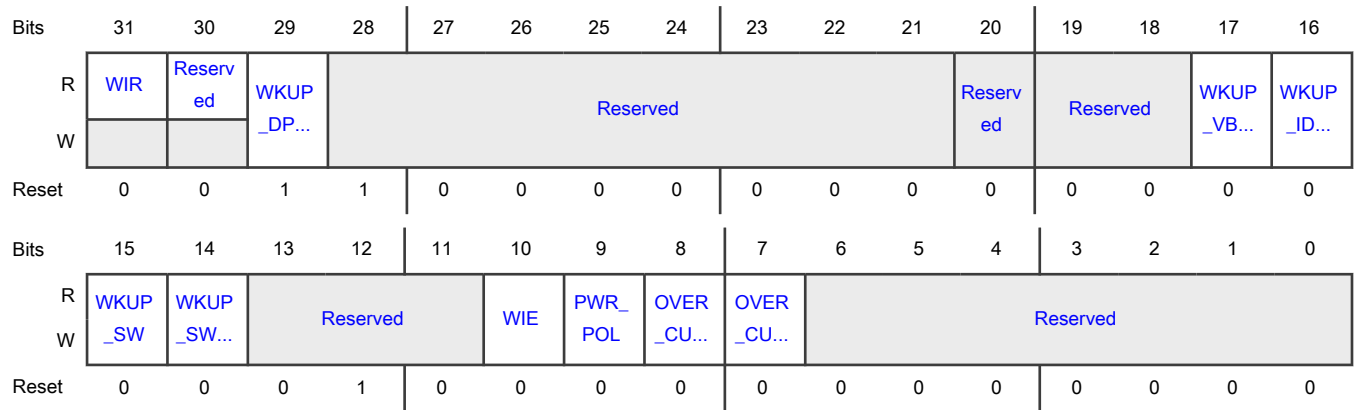 Bits 31 30 29 28 27 26 25 24 23 22 21 20 19 18 17 16
R WIR Reserv ed WKUP _DP... Reserved Reserv ed Reserved WKUP _VB... WKUP _ID...
W
Reset 0 0 1 1 0 0 0 0 0 0 0 0 0 0 0 0
Bits 15 14 13 12 11 10 9 8 7 6 5 4 3 2 1 0
R WKUP _SW WKUP _SW... Reserved WIE PWR_ POL OVER _CU... OVER _CU... Reserved
W
Reset 0 0 0 1 0 0 0 0 0 0 0 0 0 0 0 0